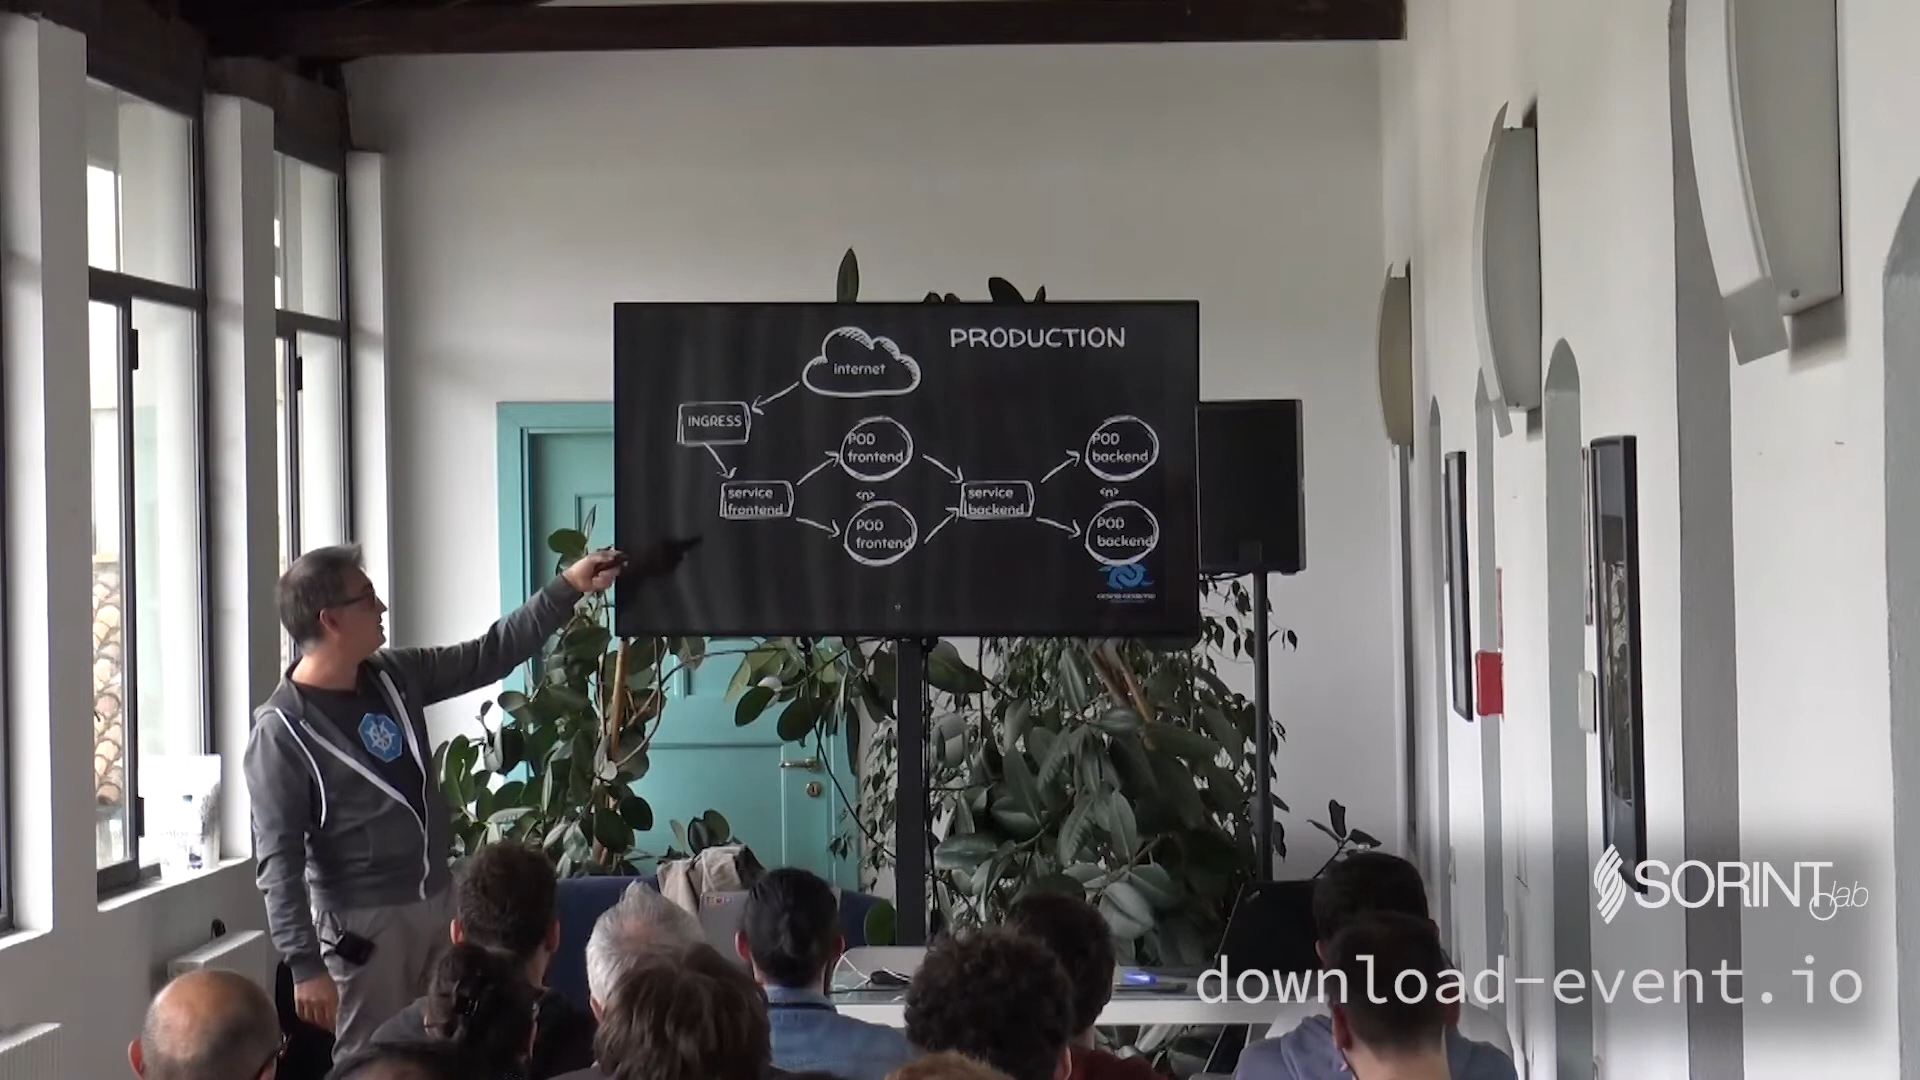 PRODUCTION
internet
INGRESS
POD
frontend
POD
backend
service
frontend
<n>
service
backend
<n>
POD
frontend
POD
backend
SORINT
lab
download-event.io